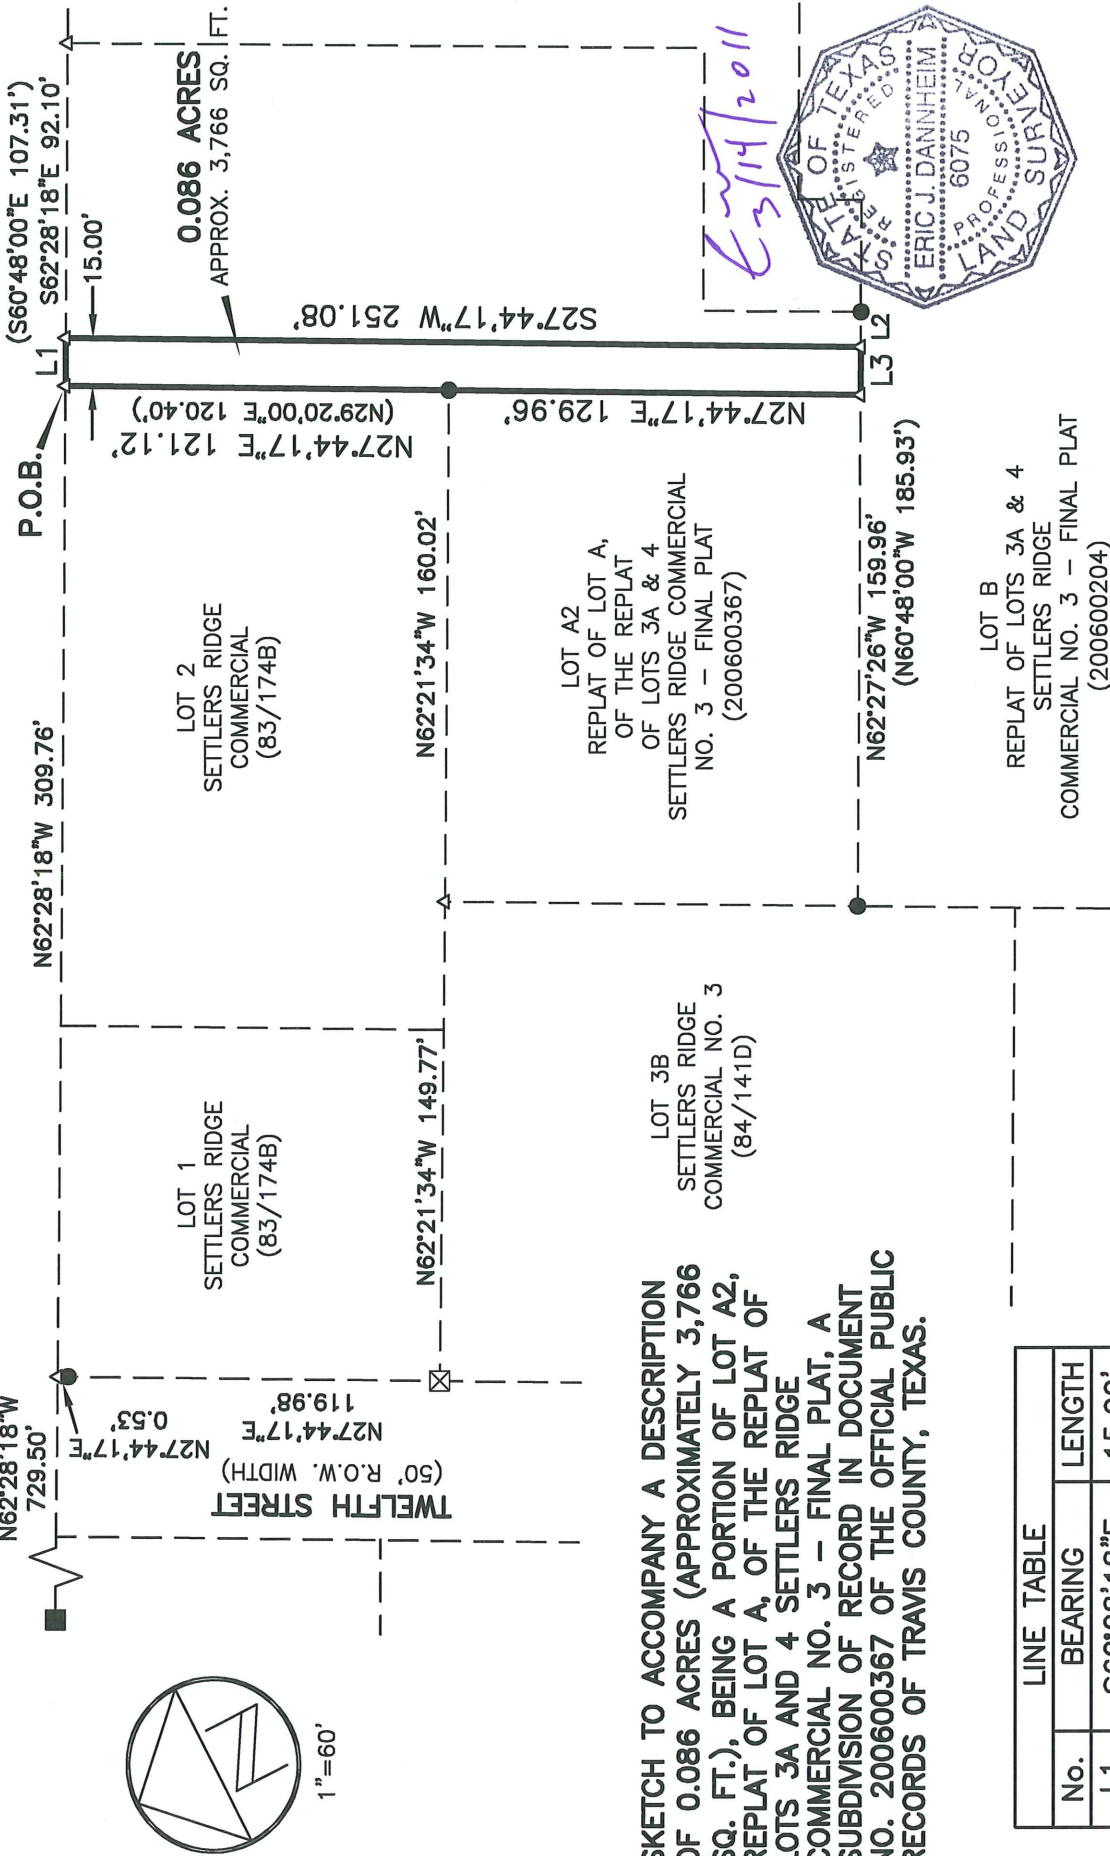 N62°28'18"W
729.50'
N27°44'17"E
0.53'
N62°28'18"W 309.76'
P.O.B.
L1
(S60°48'00"E 107.31')
S62°28'18"E 92.10'
15.00'
0.086 ACRES
APPROX. 3,766 SQ. FT.
TWELFTH STREET
(50' R.O.W. WIDTH)
N27°44'17"E
119.98'
LOT 1
SETTLERS RIDGE
COMMERCIAL
(83/174B)
LOT 2
SETTLERS RIDGE
COMMERCIAL
(83/174B)
N27°44'17"E 121.12'
(N29°20'00"E 120.40')
S27°44'17"W 251.08'
N62°21'34"W 149.77'
N62°21'34"W 160.02'
N27°44'17"E 129.96'
LOT 3B
SETTLERS RIDGE
COMMERCIAL NO. 3
(84/141D)
LOT A2
REPLAT OF LOT A,
OF THE REPLAT
OF LOTS 3A & 4
SETTLERS RIDGE COMMERCIAL
NO. 3 – FINAL PLAT
(200600367)
N62°27'26"W 159.96'
(N60°48'00"W 185.93')
L3
L2
LOT B
REPLAT OF LOTS 3A & 4
SETTLERS RIDGE
COMMERCIAL NO. 3 – FINAL PLAT
(200600204)
3/14/2011
STATE OF TEXAS
REGISTERED
ERIC J. DANNHEIM
6075
PROFESSIONAL
LAND SURVEYOR
N
1"=60'
SKETCH TO ACCOMPANY A DESCRIPTION
OF 0.086 ACRES (APPROXIMATELY 3,766
SQ. FT.), BEING A PORTION OF LOT A2,
REPLAT OF LOT A, OF THE REPLAT OF
LOTS 3A AND 4 SETTLERS RIDGE
COMMERCIAL NO. 3 – FINAL PLAT, A
SUBDIVISION OF RECORD IN DOCUMENT
NO. 200600367 OF THE OFFICIAL PUBLIC
RECORDS OF TRAVIS COUNTY, TEXAS.
LINE TABLE
No. BEARING LENGTH
L1 S62°28'18"E 15.00'